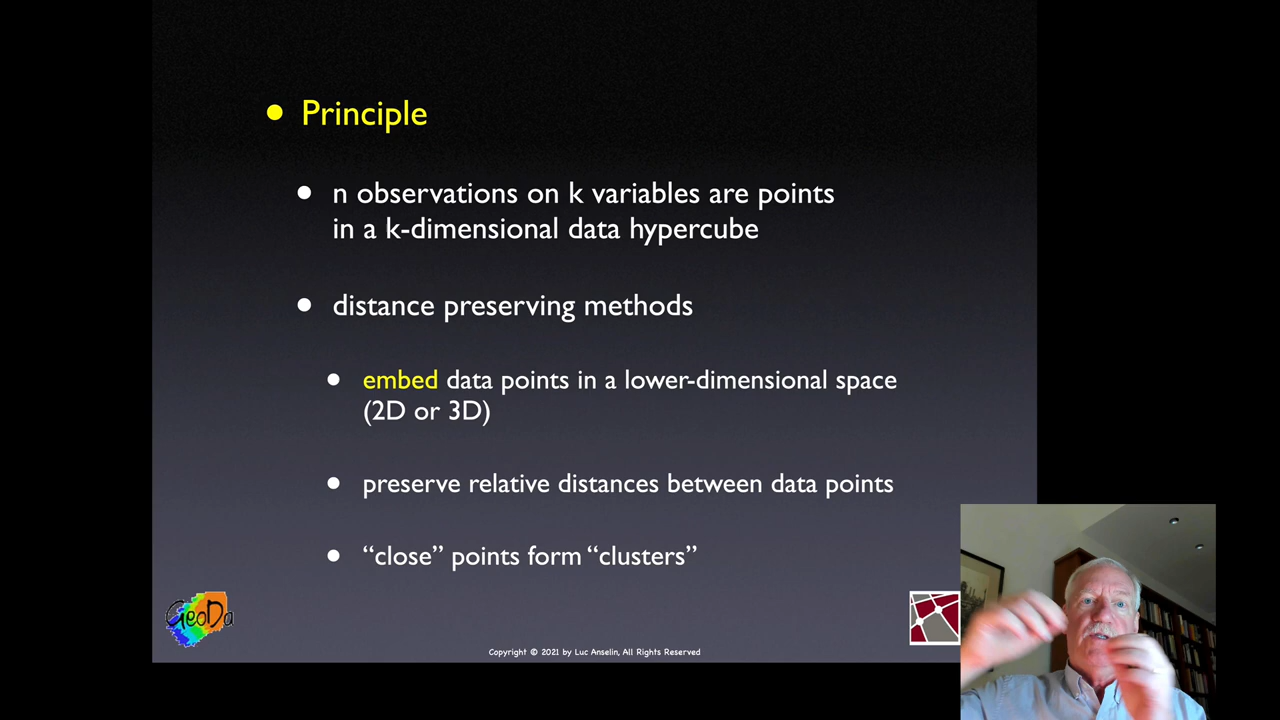 Principle
n observations on k variables are points
in a k-dimensional data hypercube
distance preserving methods
embed data points in a lower-dimensional space
(2D or 3D)
preserve relative distances between data points
“close” points form “clusters”
GeoDa
Copyright © 2021 by Luc Anselin, All Rights Reserved